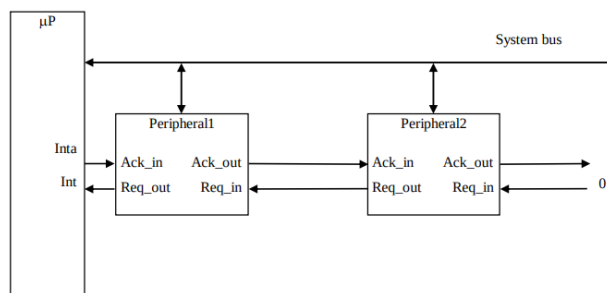 μP
System bus
Peripheral1
Peripheral2
Inta
Ack_in Ack_out
Ack_in Ack_out
Int
Req_out Req_in
Req_out Req_in
0